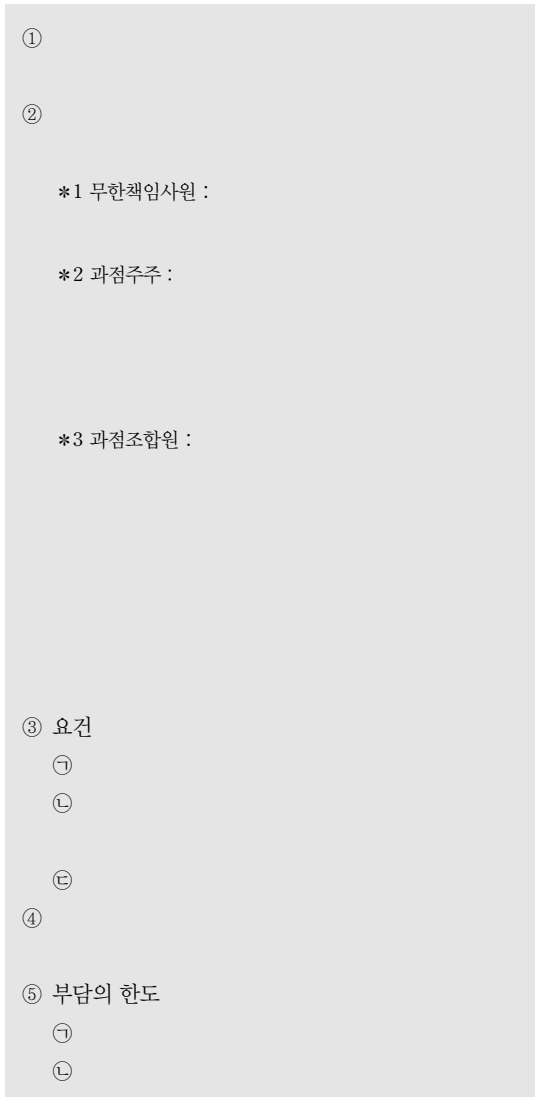 ①
②
*1 무한책임사원 :
*2 과점주주 :
*3 과점조합원 :
③ 요건
㉠
㉡
㉢
④
⑤ 부담의 한도
㉠
㉡